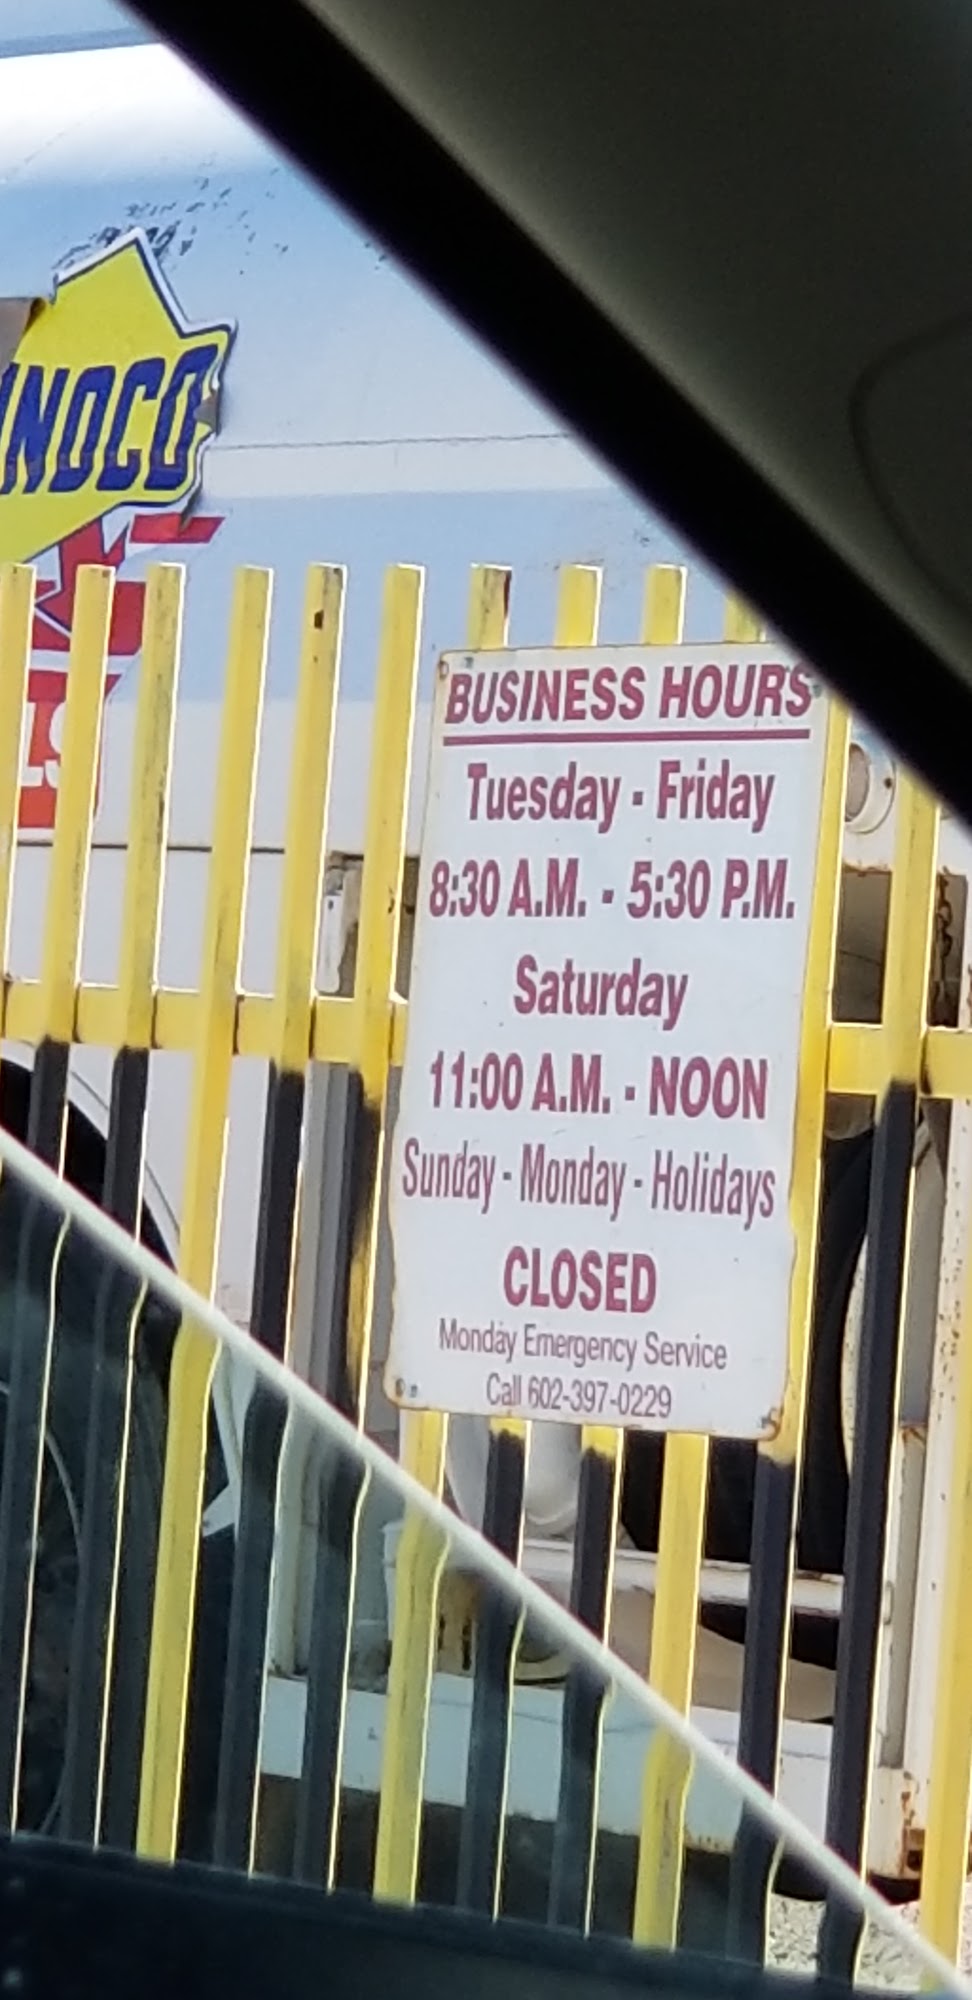 NOCO
BUSINESS HOURS
Tuesday - Friday
8:30 A.M. - 5:30 P.M.
Saturday
11:00 A.M. - NOON
Sunday - Monday - Holidays
CLOSED
Monday Emergency Service
Call 602-397-0229